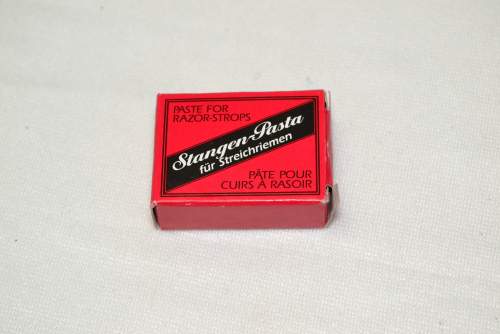 PASTE FOR
RAZOR-STROPS
Stangen-Pasta
für Streichriemen
PÂTE POUR
CUIRS À RASOIR